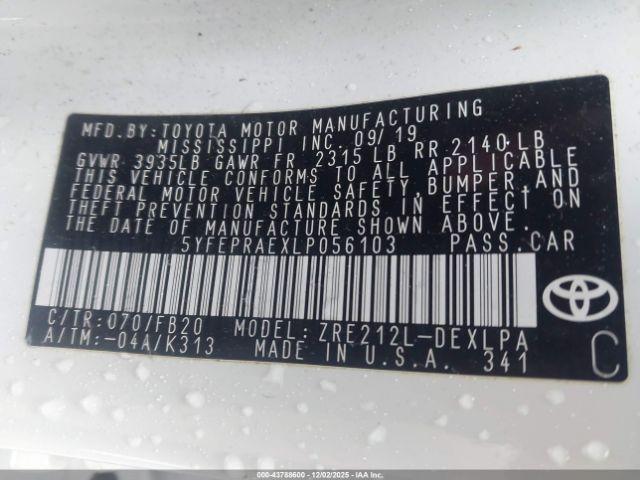 MFD.BY:TOYOTA MOTOR MANUFACTURING
MISSISSIPPI INC. 09/19
GVWR 3935LB GAWR FR 2315 LB RR 2140 LB
THIS VEHICLE CONFORMS TO ALL APPLICABLE
FEDERAL MOTOR VEHICLE SAFETY,BUMPER,AND
THEFT PREVENTION STANDARDS IN EFFECT ON
THE DATE OF MANUFACTURE SHOWN ABOVE.
5YFEPRAEXLP056103 PASS.CAR
C/TR:070/FB20 MODEL:ZRE212L-DEXLPA
A/TM:-04A/K313 MADE IN U.S.A. 341
C
000-43788600 - 12/02/2025 - IAAI.COM